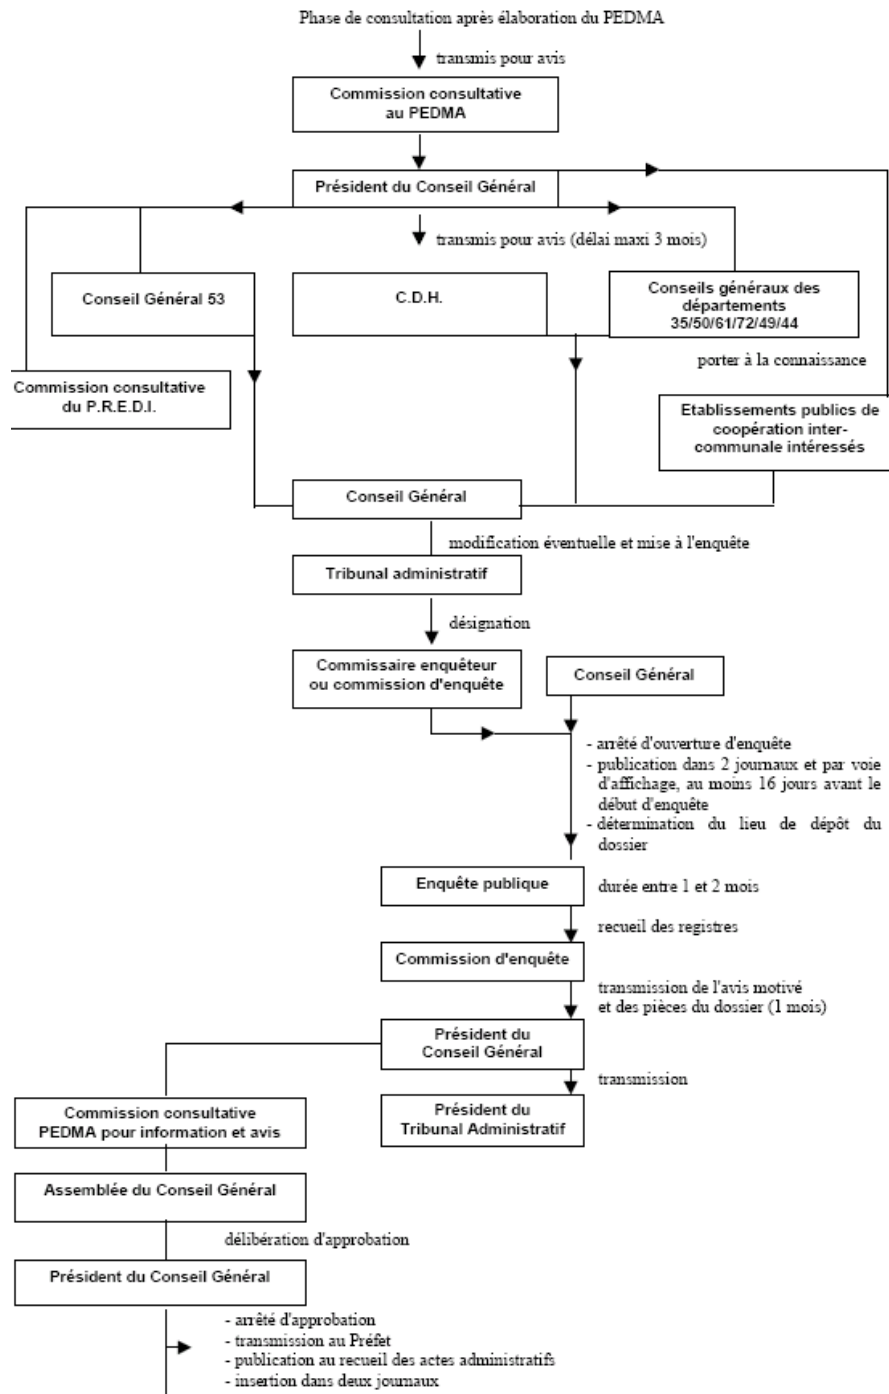 Phase de consultation après élaboration du PEDMA
transmis pour avis
Commission consultative
au PEDMA
Président du Conseil Général
transmis pour avis (délai maxi 3 mois)
Conseil Général 53
C.D.H.
Conseils généraux des
départements
35/50/61/72/49/44
porter à la connaissance
Commission consultative
du P.R.E.D.I.
Etablissements publics de
coopération inter-
communale intéressés
Conseil Général
modification éventuelle et mise à l'enquête
Tribunal administratif
désignation
Commissaire enquêteur
ou commission d'enquête
Conseil Général
- arrêté d'ouverture d'enquête
- publication dans 2 journaux et par voie
d'affichage, au moins 16 jours avant le
début d'enquête
- détermination du lieu de dépôt du
dossier
Enquête publique
durée entre 1 et 2 mois
recueil des registres
Commission d'enquête
transmission de l'avis motivé
et des pièces du dossier (1 mois)
Président du
Conseil Général
transmission
Commission consultative
PEDMA pour information et avis
Président du
Tribunal Administratif
Assemblée du Conseil Général
délibération d'approbation
Président du Conseil Général
- arrêté d'approbation
- transmission au Préfet
- publication au recueil des actes administratifs
- insertion dans deux journaux